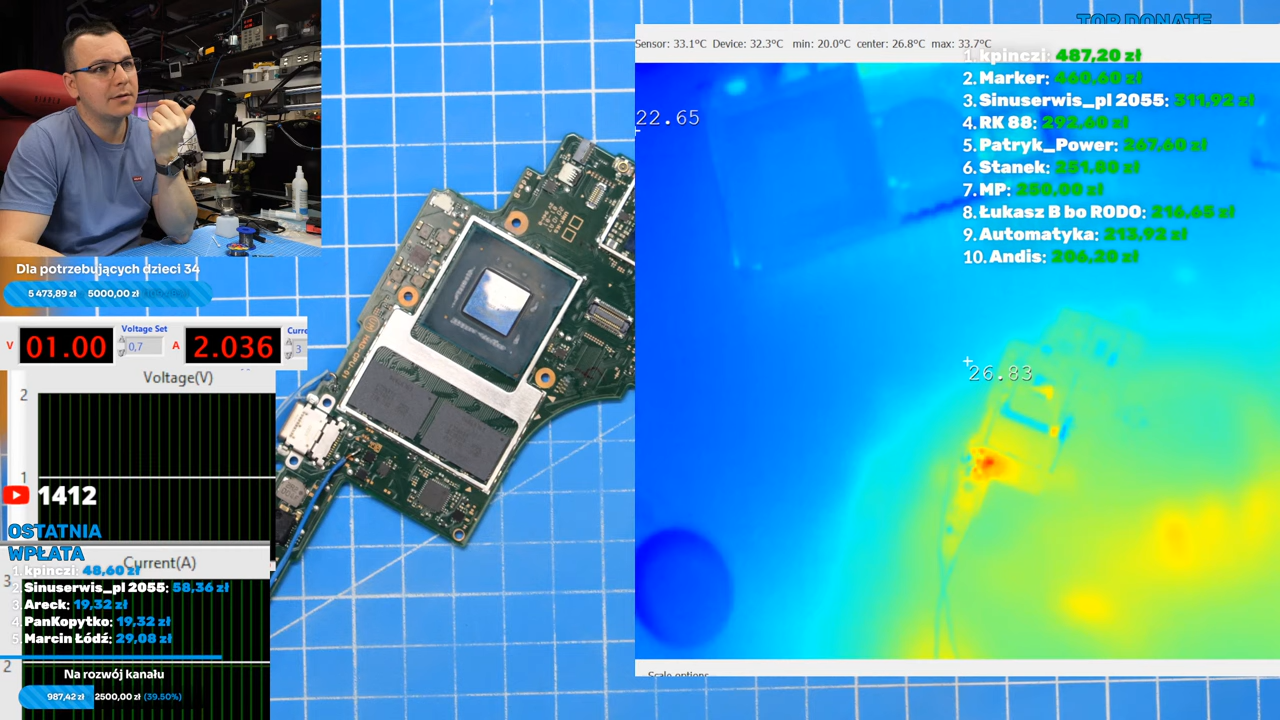 TOP DONATE
Sensor: 33.1°C Device: 32.3°C min: 20.0°C center: 26.8°C max: 33.7°C
1. kpinczi: 487,20 zł
2. Marker: 460,60 zł
3. Sinuserwis_pl 2055: 311,92 zł
4. RK 88: 292,60 zł
5. Patryk_Power: 267,60 zł
6. Stanek: 251,80 zł
7. MP: 250,00 zł
8. Łukasz B bo RODO: 216,65 zł
9. Automatyka: 213,92 zł
10. Andis: 206,20 zł
22.65
26.83
Dla potrzebujących dzieci 34
5 473,89 zł 5000,00 zł
V 01.00 Voltage Set 0,7 A 2.036 Curre 3
Voltage(V)
2
1
1412
OSTATNIA
WPŁATA
Current(A)
3
1. kpinczi: 48,60 zł
2. Sinuserwis_pl 2055: 58,36 zł
3. Areck: 19,32 zł
4. PanKopytko: 19,32 zł
5. Marcin Łódź: 29,08 zł
2
Na rozwój kanału
987,42 zł 2500,00 zł (39.50%)
Scale options